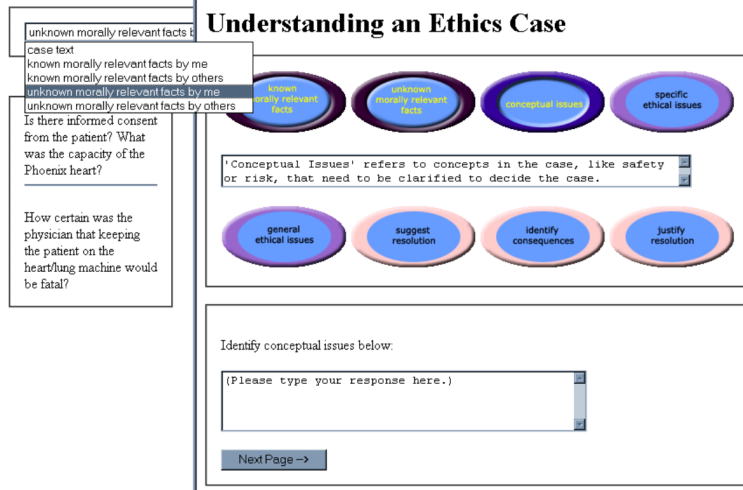 unknown morally relevant facts b
case text
known morally relevant facts by me
known morally relevant facts by others
unknown morally relevant facts by me
unknown morally relevant facts by others
Is there informed consent
from the patient? What
was the capacity of the
Phoenix heart?
How certain was the
physician that keeping
the patient on the
heart/lung machine would
be fatal?
Understanding an Ethics Case
known
orally relevant
facts
unknown
morally relevant
facts
conceptual issues
specific
ethical issues
'Conceptual Issues' refers to concepts in the case, like safety
or risk, that need to be clarified to decide the case.
general
ethical issues
suggest
resolution
identify
consequences
justify
resolution
Identify conceptual issues below:
(Please type your response here.)
Next Page -->